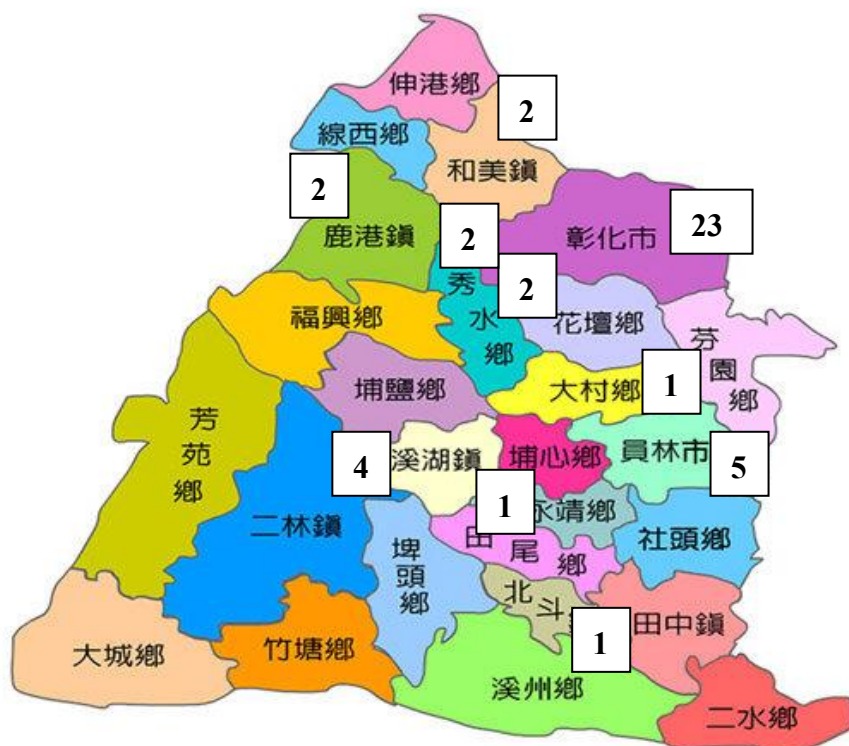 伸港鄉
2
線西鄉
和美鎮
2
鹿港鎮
2
彰化市
23
秀水鄉
2
花壇鄉
芬園鄉
福興鄉
埔鹽鄉
大村鄉
1
芳苑鄉
4
溪湖鎮
埔心鄉
員林市
5
二林鎮
1
永靖鄉
田尾鄉
社頭鄉
埤頭鄉
北斗
1
田中鎮
大城鄉
竹塘鄉
溪州鄉
二水鄉